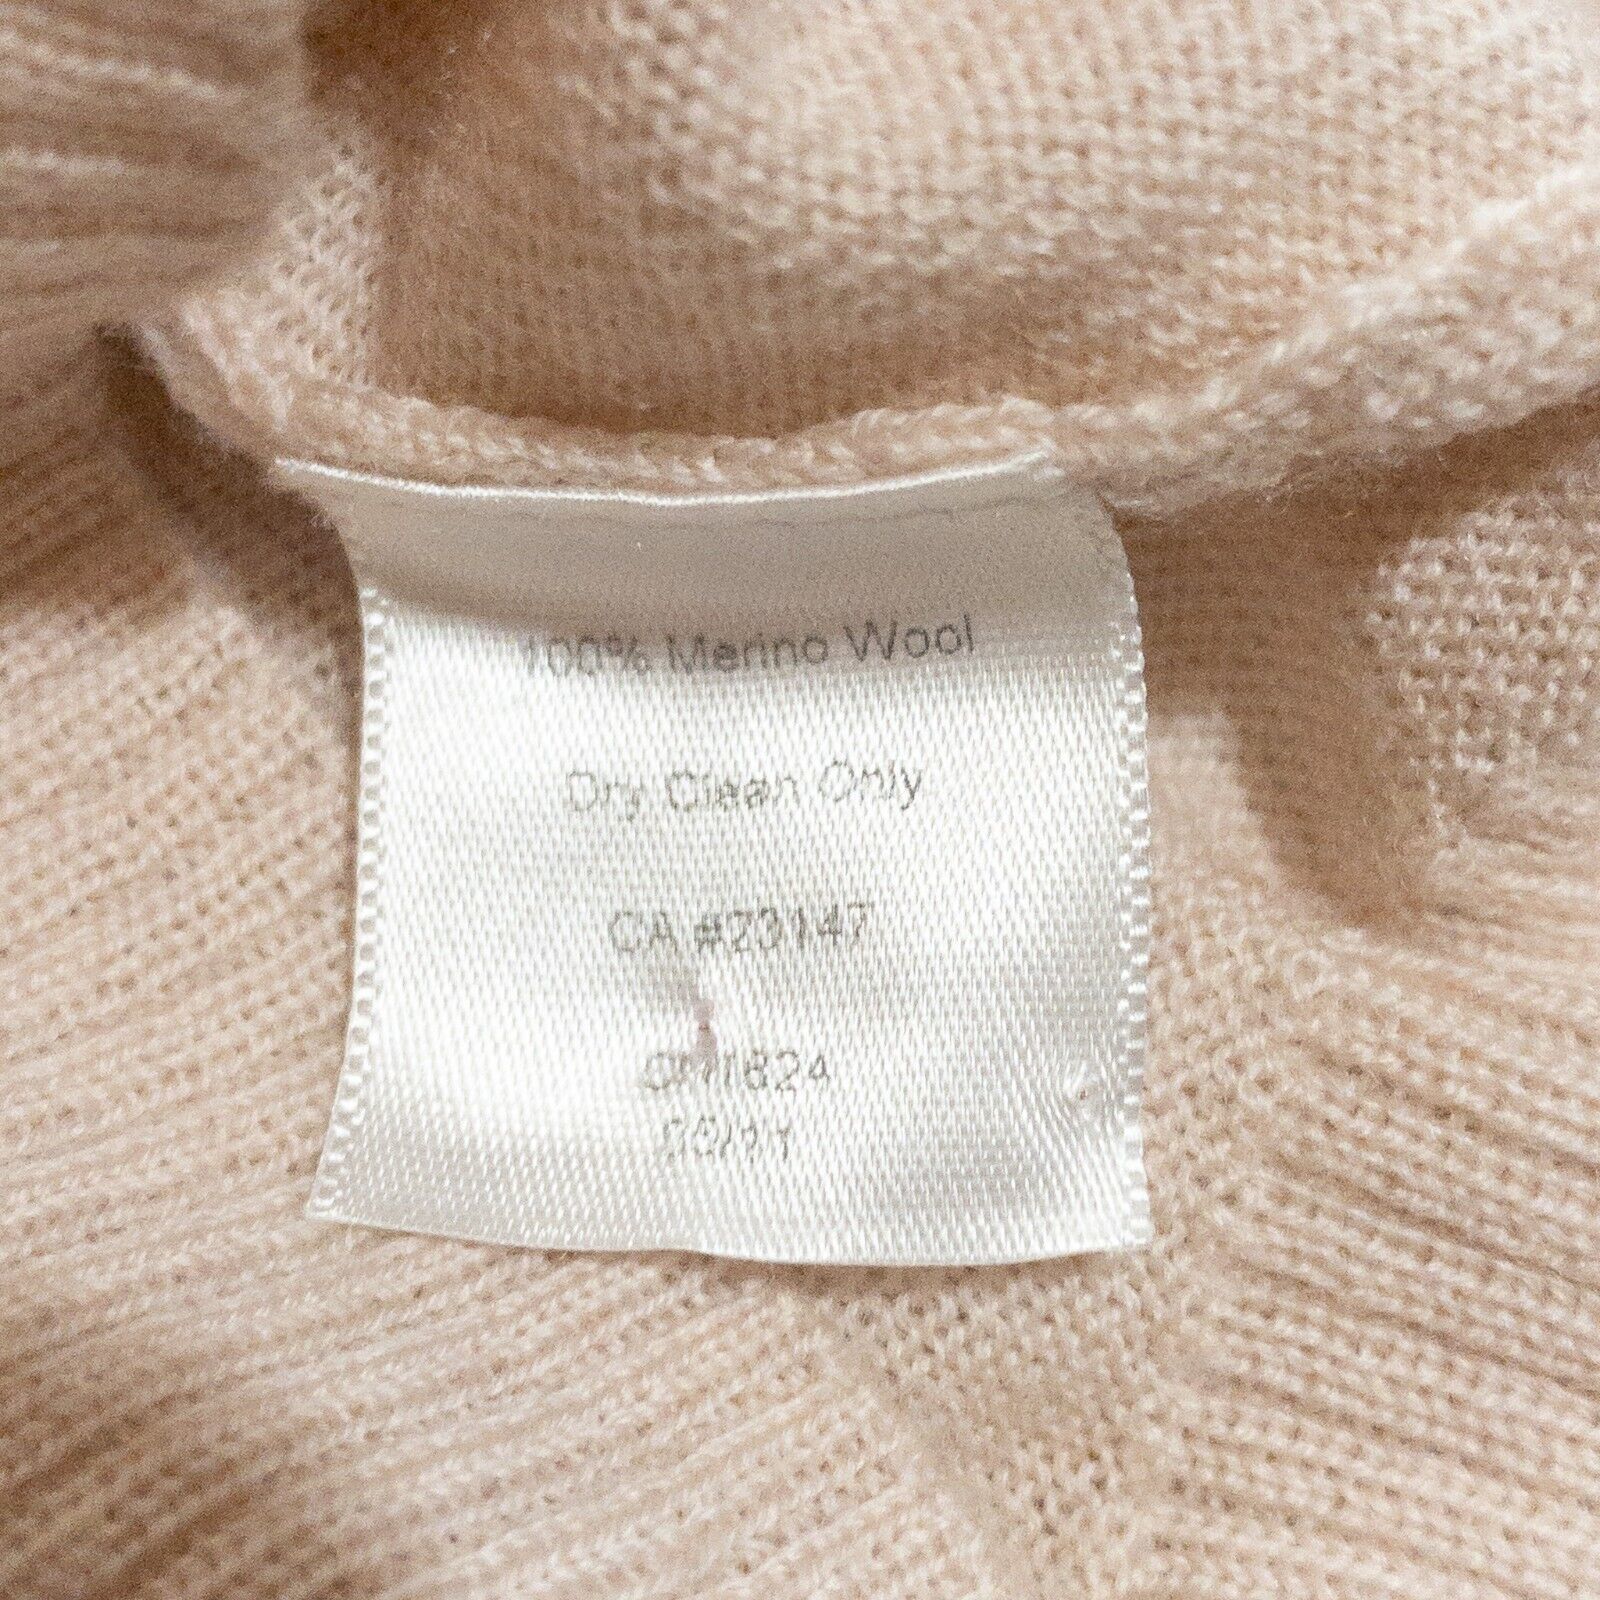 100% Merino Wool
Dry Clean Only
CA #23147